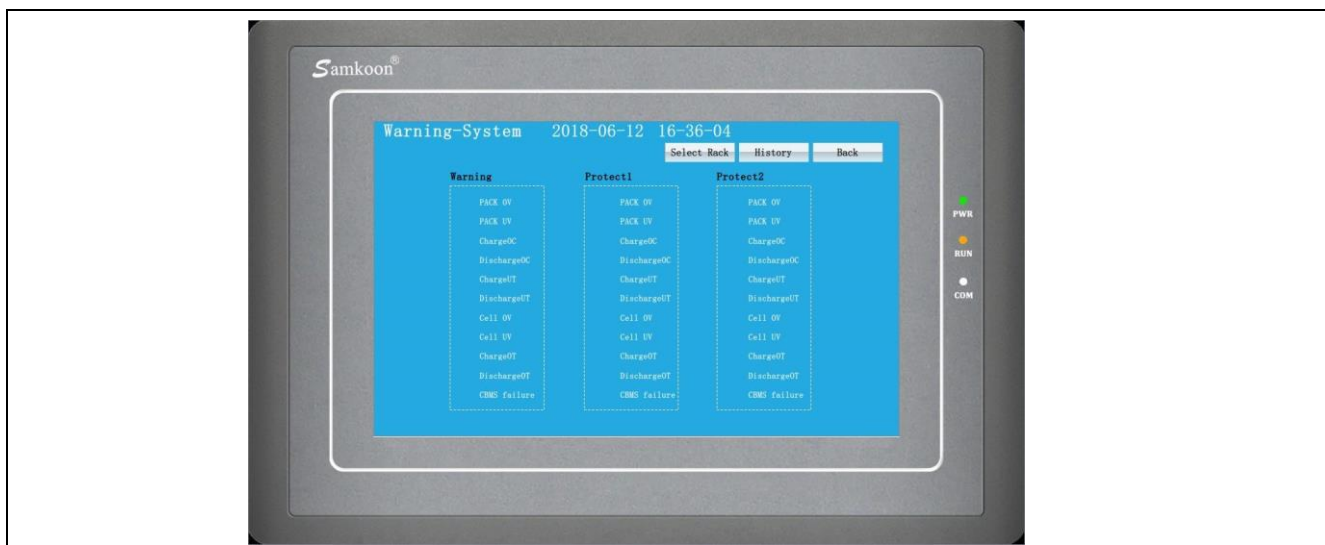 Samkoon®
Warning-System 2018-06-12 16-36-04
Select Rack History Back
Warning Protect1 Protect2
PACK OV PACK OV PACK OV
PACK UV PACK UV PACK UV
ChargeOC ChargeOC ChargeOC
DischargeOC DischargeOC DischargeOC
ChargeUT ChargeUT ChargeUT
DischargeUT DischargeUT DischargeUT
Cell OV Cell OV Cell OV
Cell UV Cell UV Cell UV
ChargeOT ChargeOT ChargeOT
DischargeOT DischargeOT DischargeOT
CBMS failure CBMS failure CBMS failure
PWR
RUN
COM